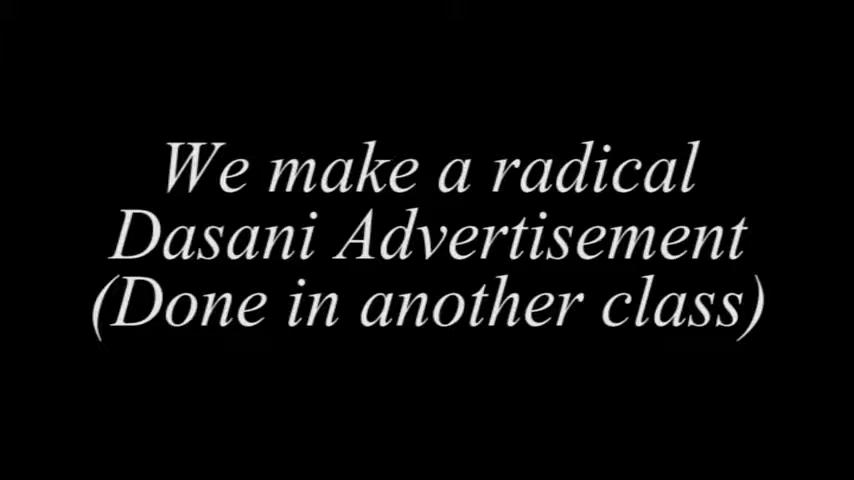 We make a radical
Dasani Advertisement
(Done in another class)